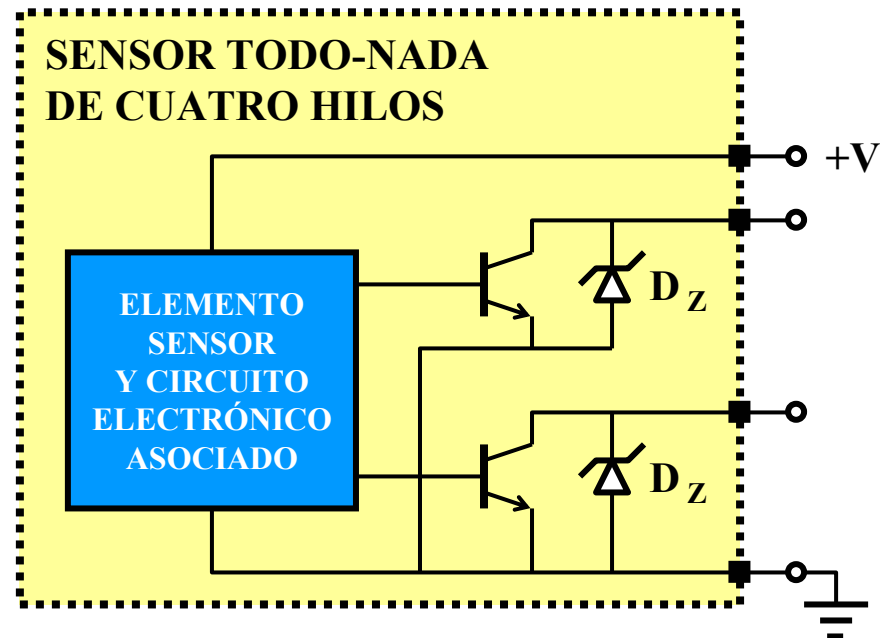 SENSOR TODO-NADA
DE CUATRO HILOS
+V
D Z
ELEMENTO
SENSOR
Y CIRCUITO
ELECTRÓNICO
ASOCIADO
D Z